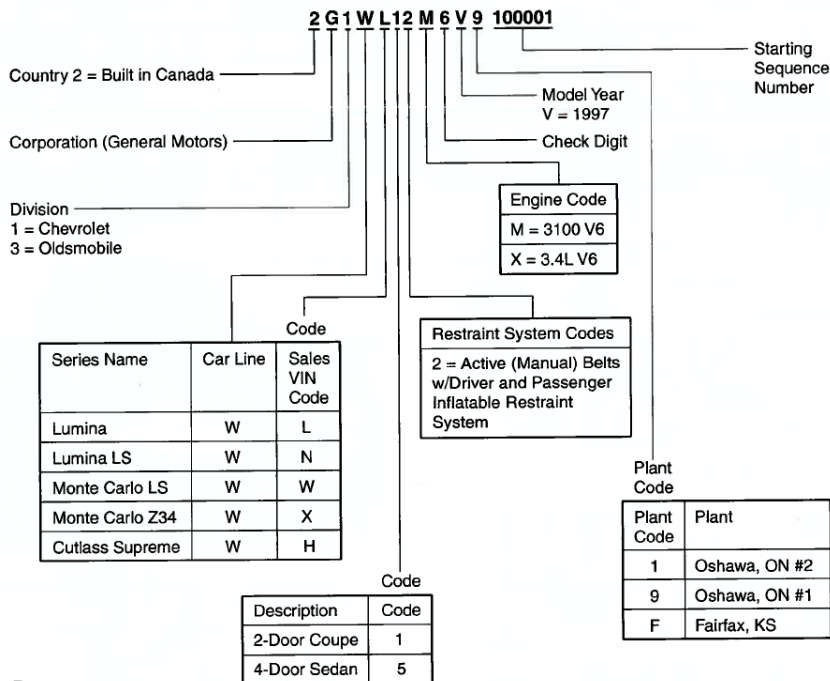 2 G 1 W L 1 2 M 6 V 9 100001
Country 2 = Built in Canada
Starting
Sequence
Number
Model Year
V = 1997
Corporation (General Motors)
Check Digit
Division
1 = Chevrolet
3 = Oldsmobile
Engine Code
M = 3100 V6
X = 3.4L V6
Code
Series Name Car Line Sales
VIN
Code
Lumina W L
Lumina LS W N
Monte Carlo LS W W
Monte Carlo Z34 W X
Cutlass Supreme W H
Restraint System Codes
2 = Active (Manual) Belts
w/Driver and Passenger
Inflatable Restraint
System
Plant
Code
Plant
Code Plant
1 Oshawa, ON #2
9 Oshawa, ON #1
F Fairfax, KS
Code
Description Code
2-Door Coupe 1
4-Door Sedan 5